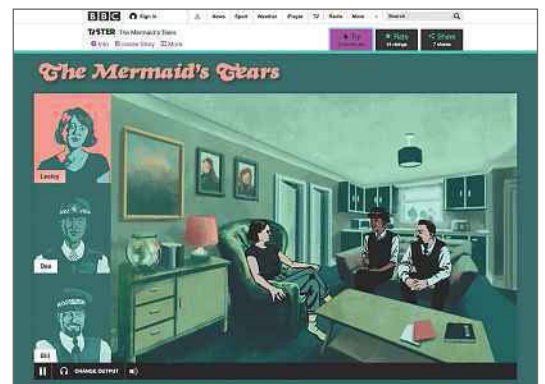 BBC Sign in News Sport Weather iPlayer TV Radio More Search
TASTER The Mermaid's Tears
Info Browse Story More
Try
Rate
Share
The Mermaid's Tears
Lesley
Dee
Bill
CHANGE OUTPUT